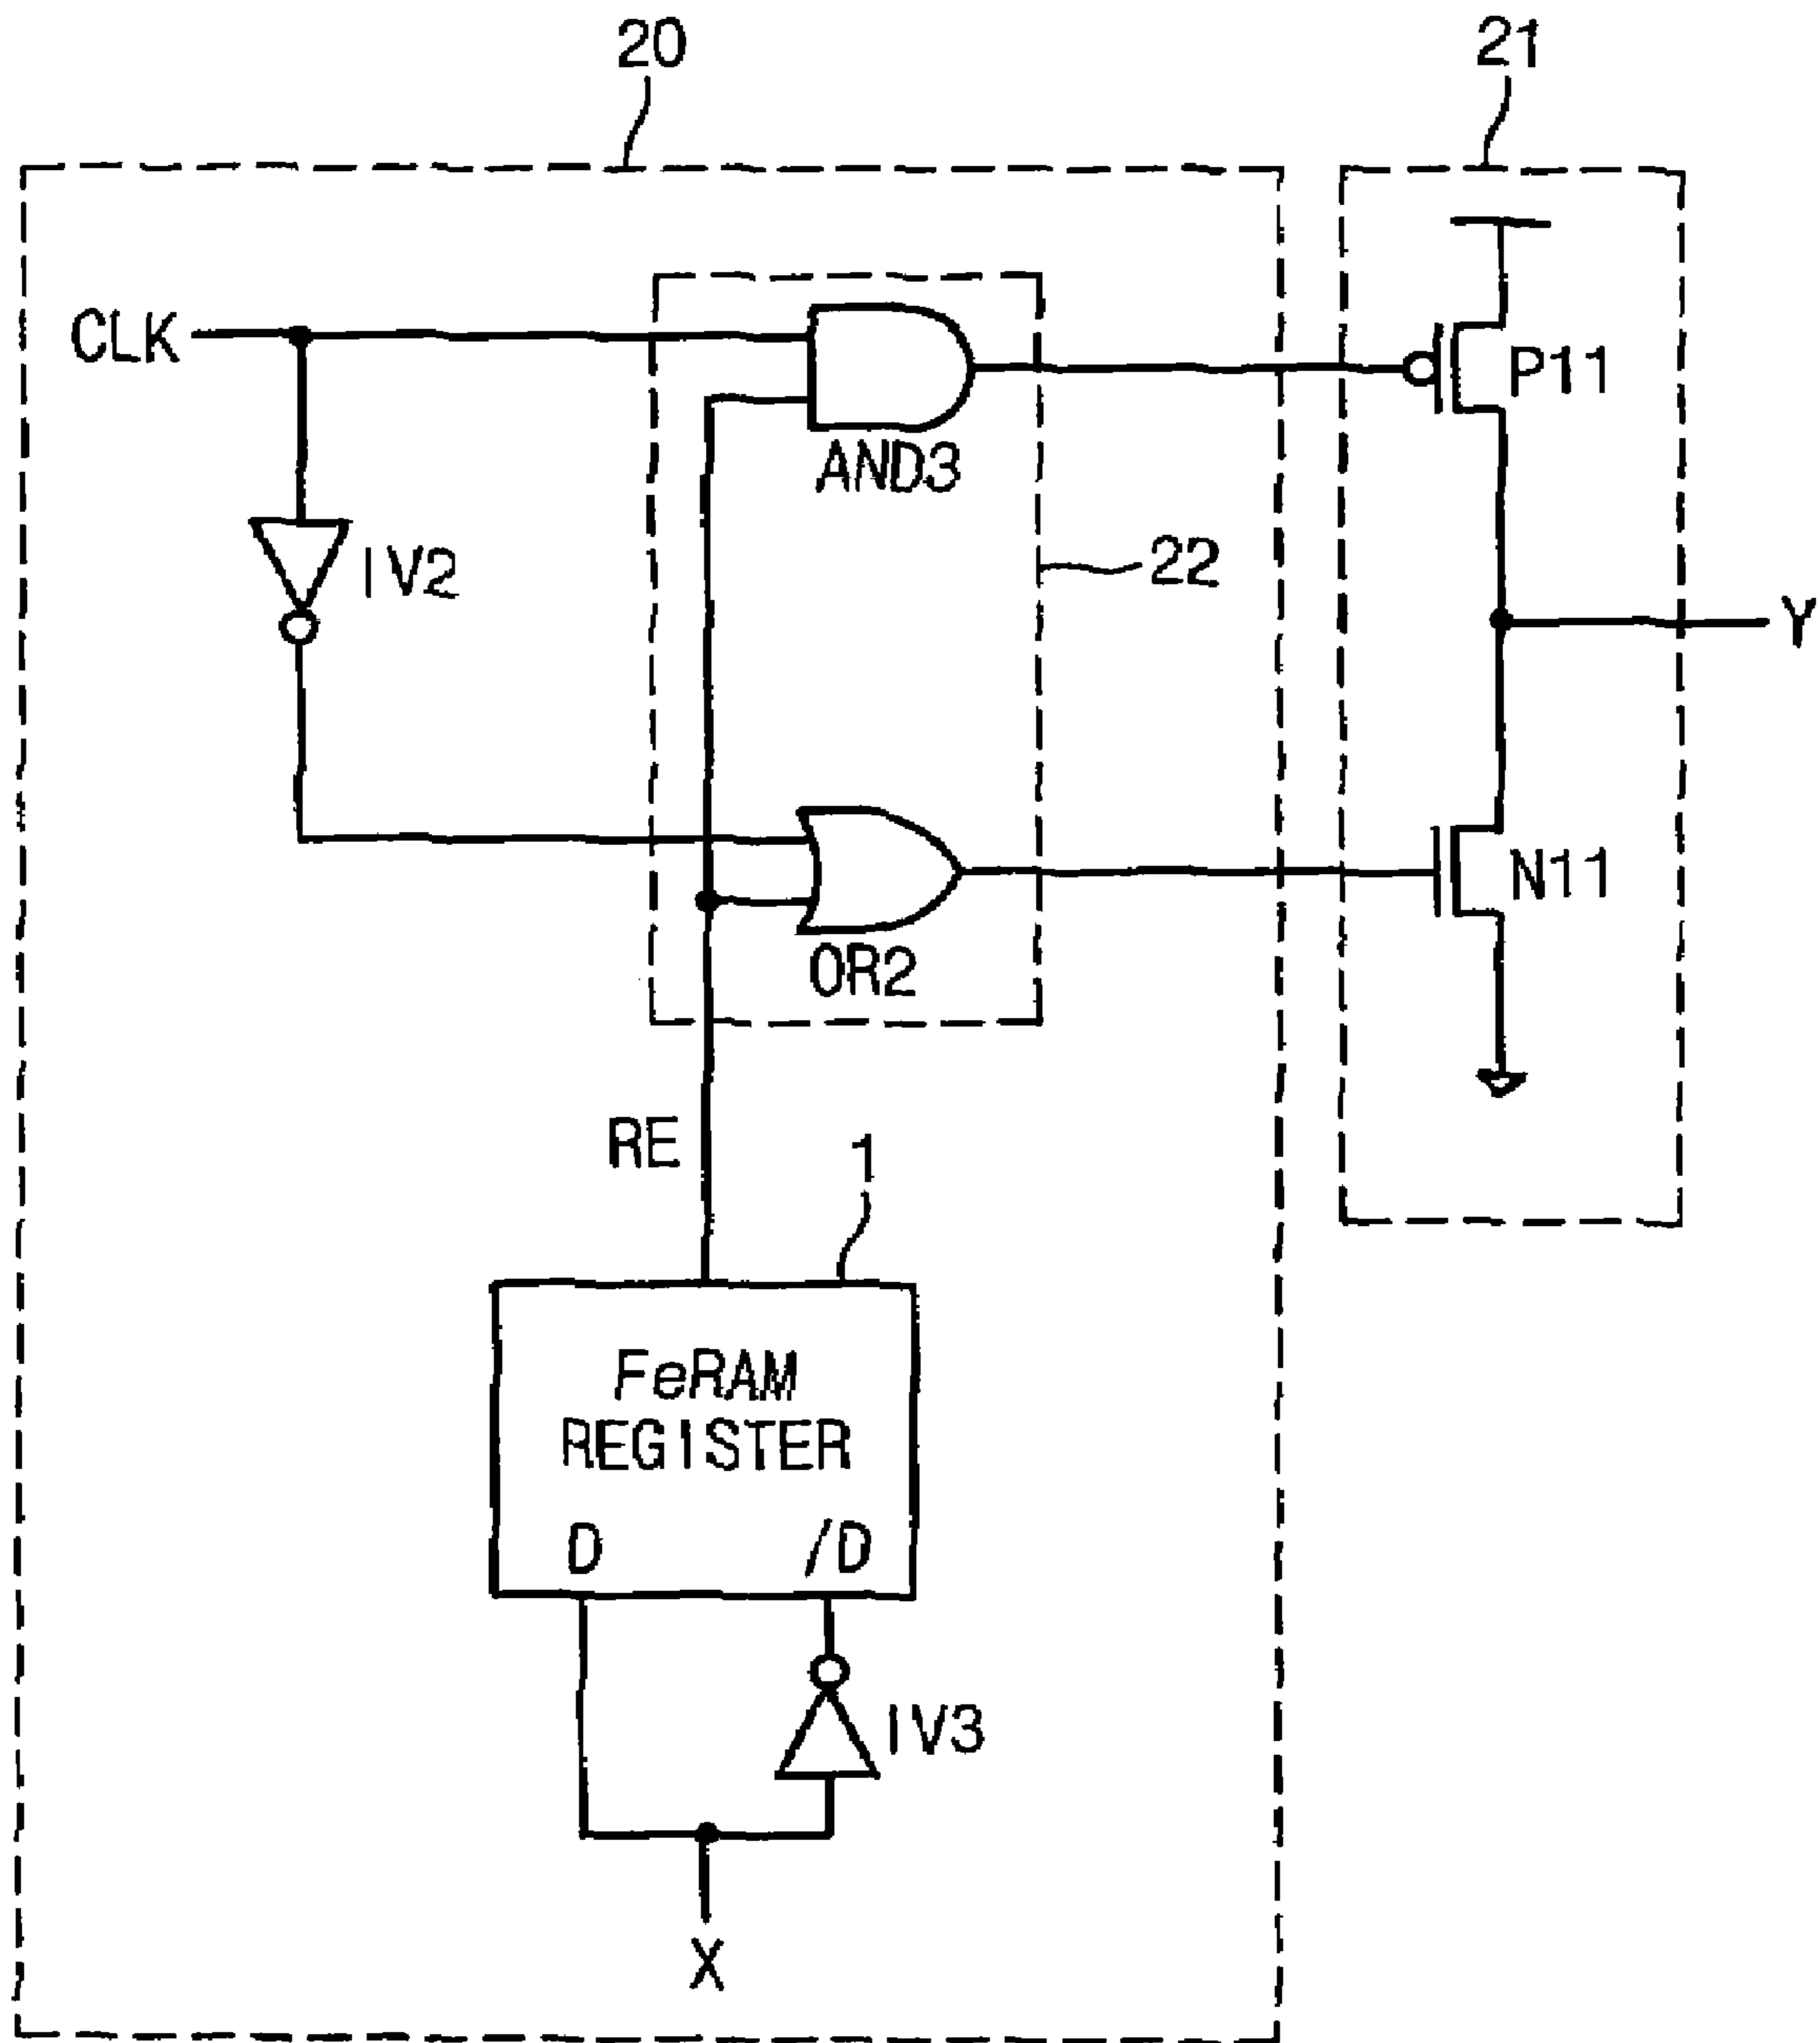 20
21
CLK
P11
AND3
IV2
22
Y
N11
OR2
RE
1
FeRAM
REGISTER
D
/D
IV3
X